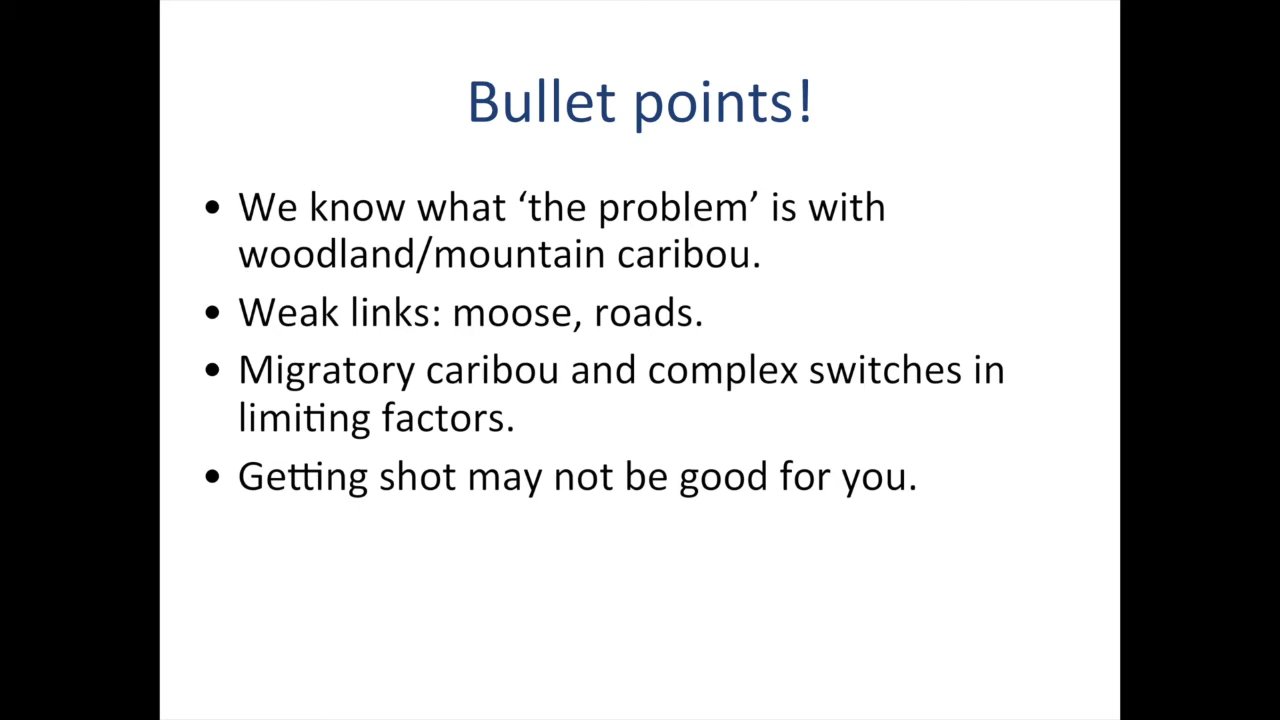 Bullet points!
• We know what ‘the problem’ is with
woodland/mountain caribou.
• Weak links: moose, roads.
• Migratory caribou and complex switches in
limiting factors.
• Getting shot may not be good for you.